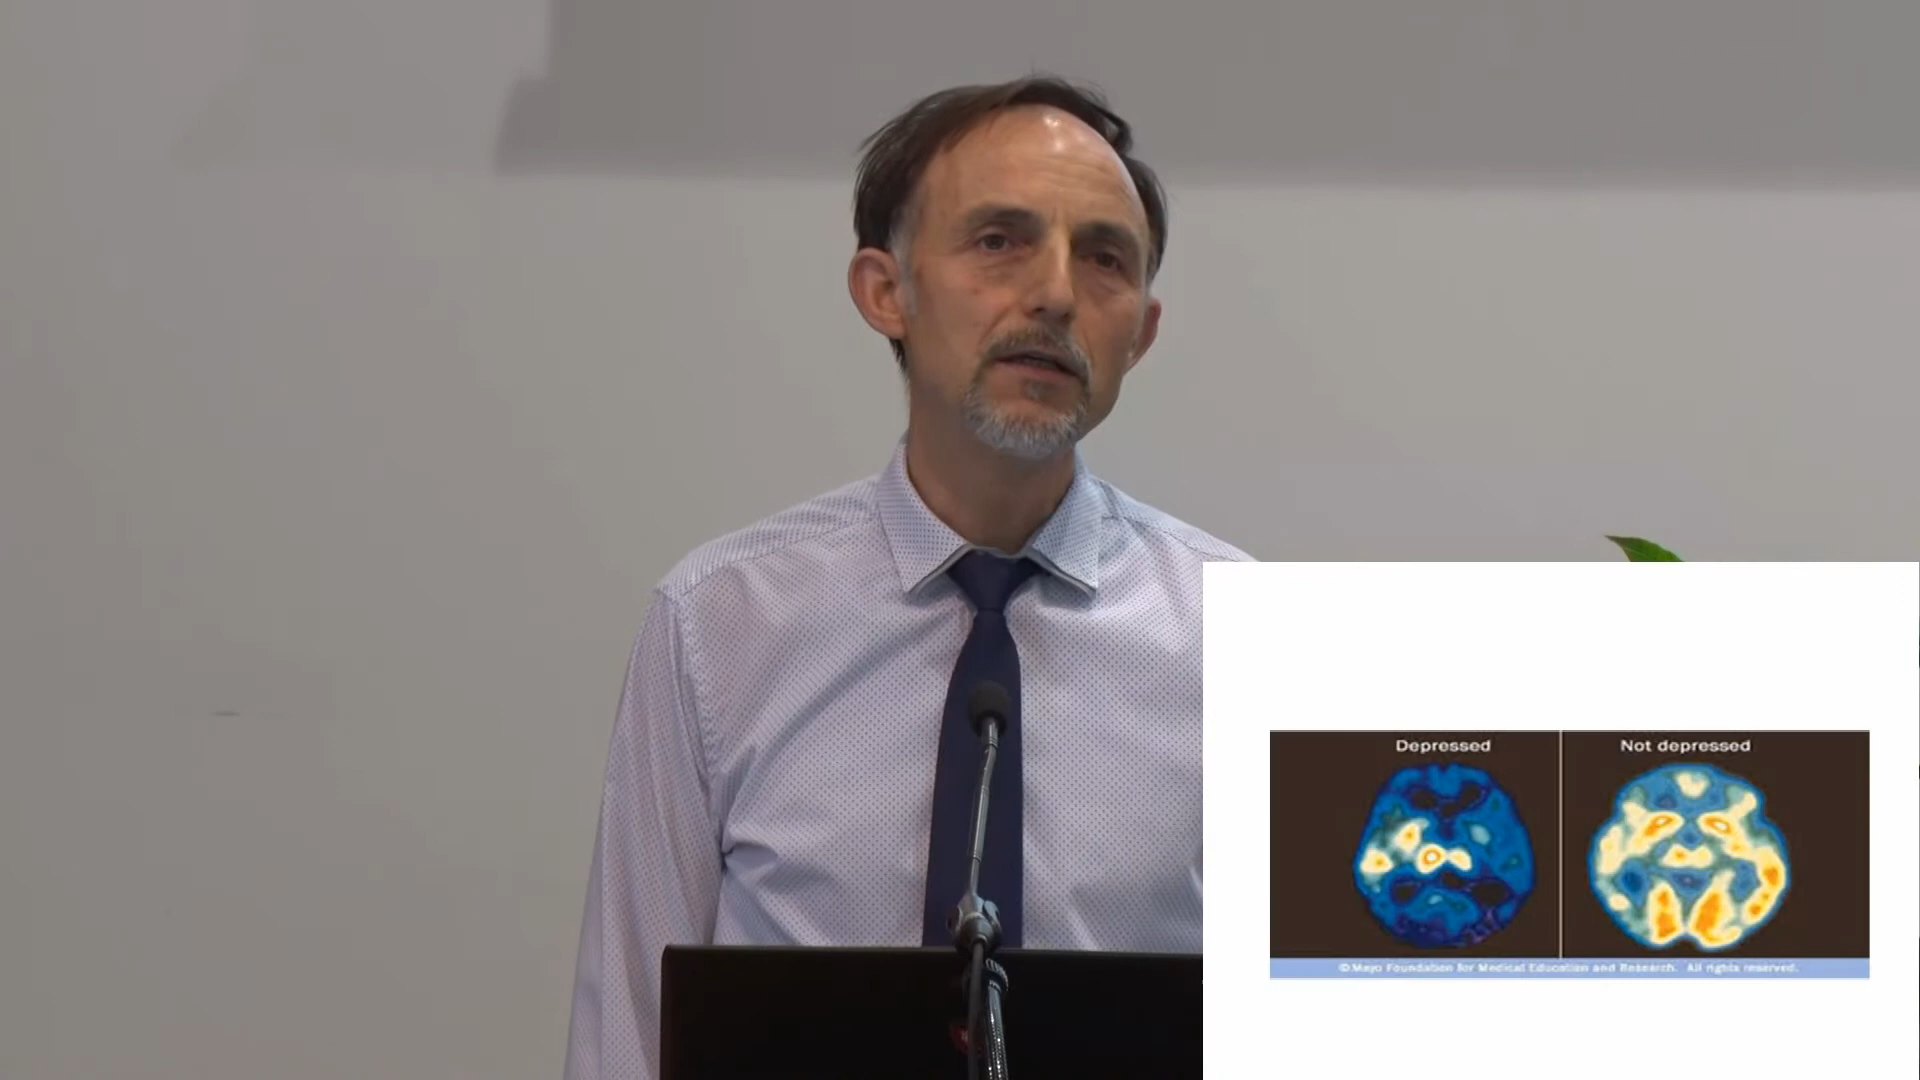 Depressed
Not depressed
©Mayo Foundation for Medical Education and Research. All rights reserved.